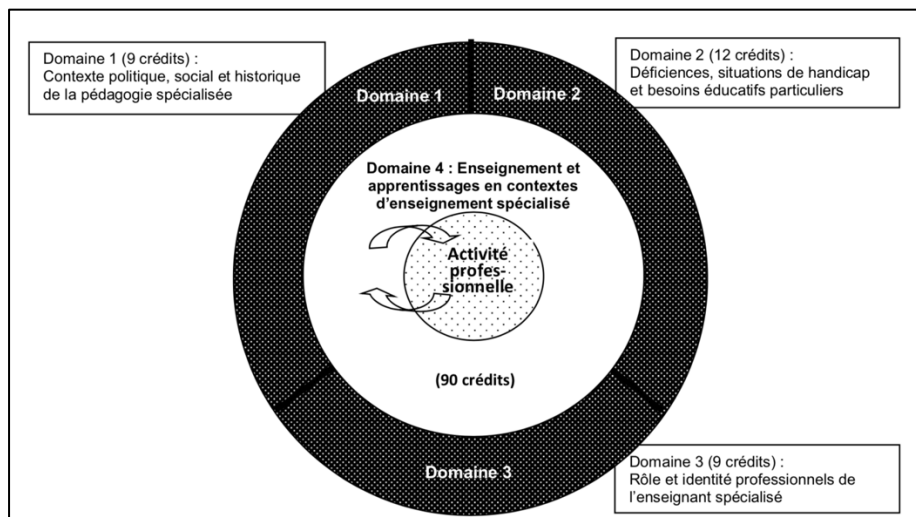 Domaine 1 (9 crédits) :
Contexte politique, social et historique
de la pédagogie spécialisée
Domaine 2 (12 crédits) :
Déficiences, situations de handicap
et besoins éducatifs particuliers
Domaine 1
Domaine 2
Domaine 4 : Enseignement et
apprentissages en contextes
d'enseignement spécialisé
Activité
profes-
sionnelle
(90 crédits)
Domaine 3
Domaine 3 (9 crédits) :
Rôle et identité professionnels de
l'enseignant spécialisé